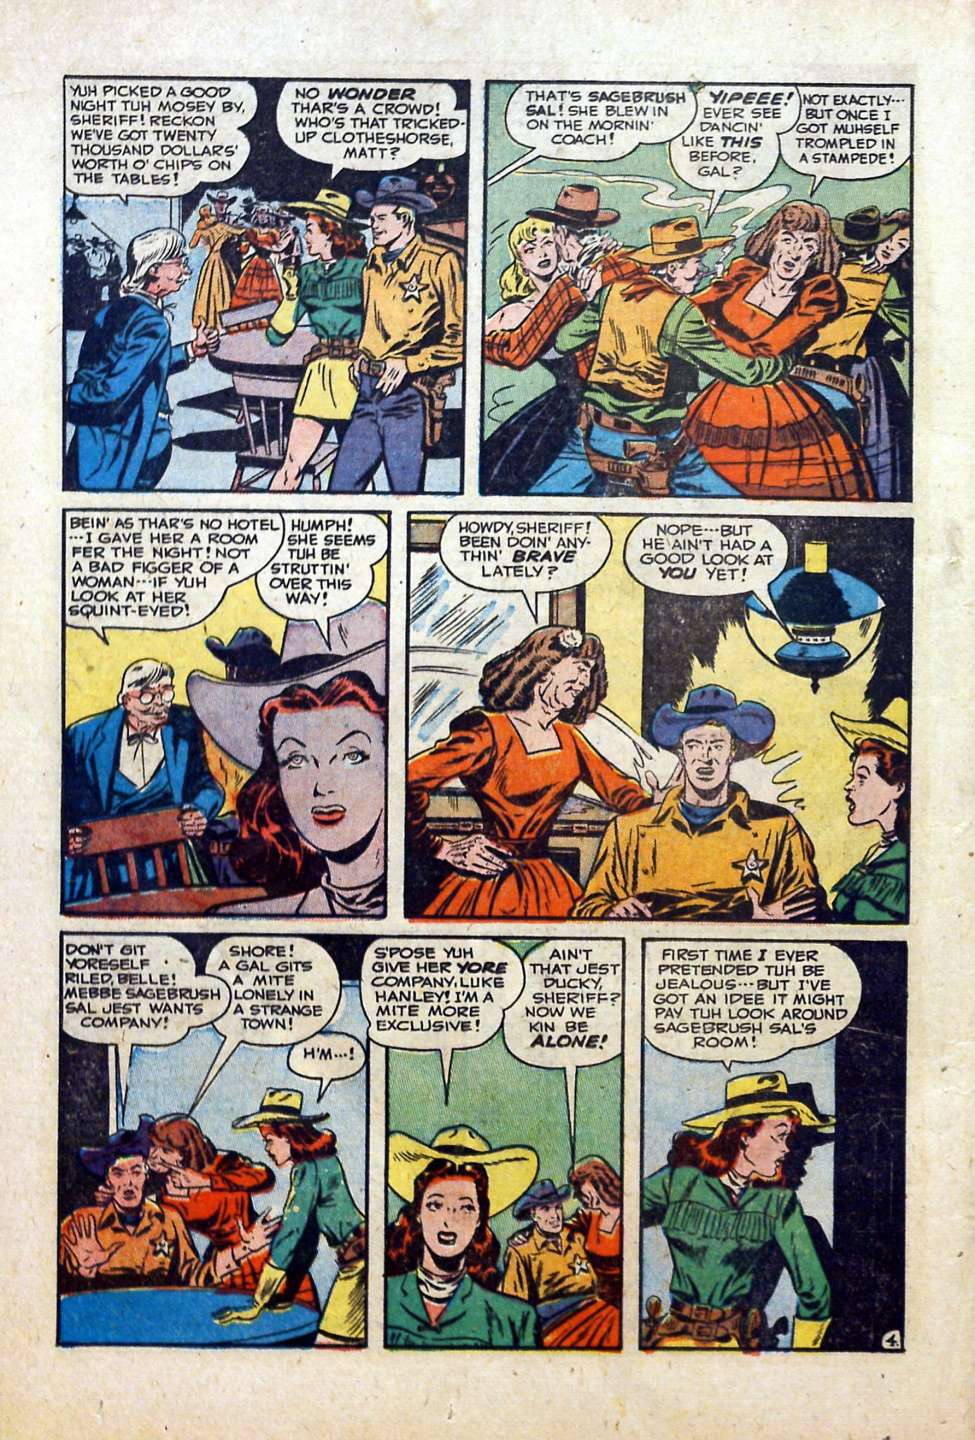 YUH PICKED A GOOD
NIGHT TUH MOSEY BY,
SHERIFF! RECKON
WE'VE GOT TWENTY
THOUSAND DOLLARS'
WORTH O' CHIPS ON
THE TABLES!
NO WONDER
THAR'S A CROWD!
WHO'S THAT TRICKED-
UP CLOTHESHORSE,
MATT?
THAT'S SAGEBRUSH
SAL! SHE BLEW IN
ON THE MORNIN'
COACH!
YIPEEE!
EVER SEE
DANCIN'
LIKE THIS
BEFORE,
GAL?
NOT EXACTLY---
BUT ONCE I
GOT MUHSELF
TROMPLED IN
A STAMPEDE!
BEIN' AS THAR'S NO HOTEL
---I GAVE HER A ROOM
FER THE NIGHT! NOT
A BAD FIGGER OF A
WOMAN---IF YUH
LOOK AT HER
SQUINT-EYED!
HUMPH!
SHE SEEMS
TUH BE
STRUTTIN'
OVER THIS
WAY!
HOWDY, SHERIFF!
BEEN DOIN' ANY-
THIN' BRAVE
LATELY?
NOPE---BUT
HE AIN'T HAD A
GOOD LOOK AT
YOU YET!
DON'T GIT
YORESELF
RILED, BELLE!
MEBBE SAGEBRUSH
SAL JEST WANTS
COMPANY!
SHORE!
A GAL GITS
A MITE
LONELY IN
A STRANGE
TOWN!
H'M---!
S'POSE YUH
GIVE HER YORE
COMPANY, LUKE
HANLEY! I'M A
MITE MORE
EXCLUSIVE!
AIN'T
THAT JEST
DUCKY,
SHERIFF?
NOW WE
KIN BE
ALONE!
FIRST TIME I EVER
PRETENDED TUH BE
JEALOUS---BUT I'VE
GOT AN IDEE IT MIGHT
PAY TUH LOOK AROUND
SAGEBRUSH SAL'S
ROOM!
4.